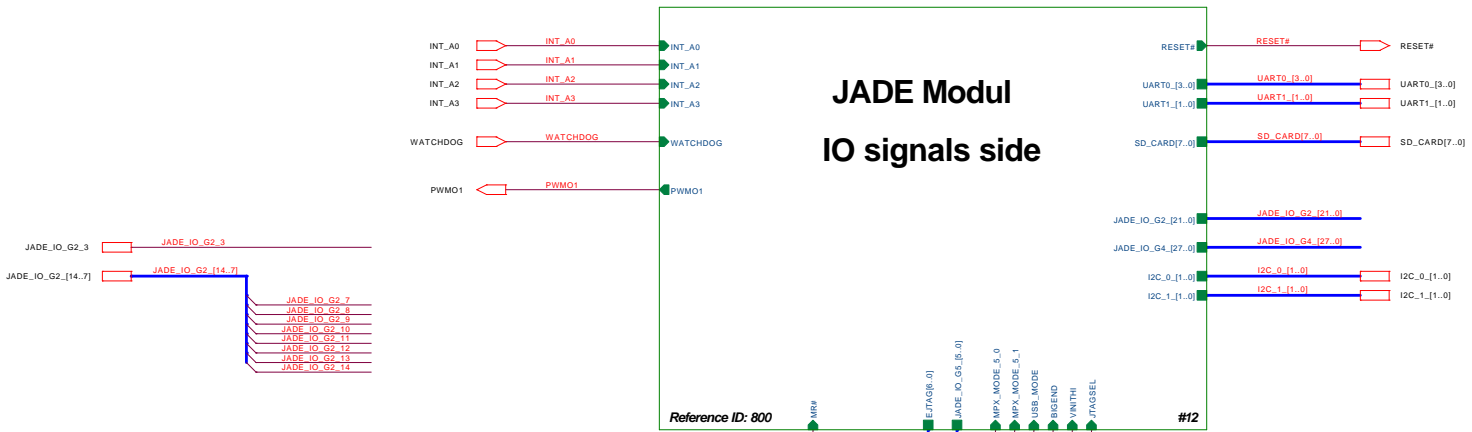 INT_A0 INT_A0 INT_A0 RESET# RESET# RESET#
INT_A1 INT_A1 INT_A1
INT_A2 INT_A2 INT_A2 JADE Modul UART0_[3..0] UART0_[3..0] UART0_[3..0]
INT_A3 INT_A3 INT_A3 UART1_[1..0] UART1_[1..0] UART1_[1..0]
WATCHDOG WATCHDOG WATCHDOG IO signals side SD_CARD[7..0] SD_CARD[7..0] SD_CARD[7..0]
PWMO1 PWMO1 PWMO1
JADE_IO_G2_[21..0] JADE_IO_G2_[21..0]
JADE_IO_G2_3 JADE_IO_G2_3 JADE_IO_G4_[27..0] JADE_IO_G4_[27..0]
JADE_IO_G2_[14..7] JADE_IO_G2_[14..7] I2C_0_[1..0] I2C_0_[1..0] I2C_0_[1..0]
I2C_1_[1..0] I2C_1_[1..0] I2C_1_[1..0]
JADE_IO_G2_7
JADE_IO_G2_8
JADE_IO_G2_9
JADE_IO_G2_10
JADE_IO_G2_11
JADE_IO_G2_12
JADE_IO_G2_13
JADE_IO_G2_14
MR#
EJTAG[6..0]
JADE_IO_G5_[5..0]
MPX_MODE_5_0
MPX_MODE_5_1
USB_MODE
BIGEND
VINITHI
JTAGSEL
Reference ID: 800 #12